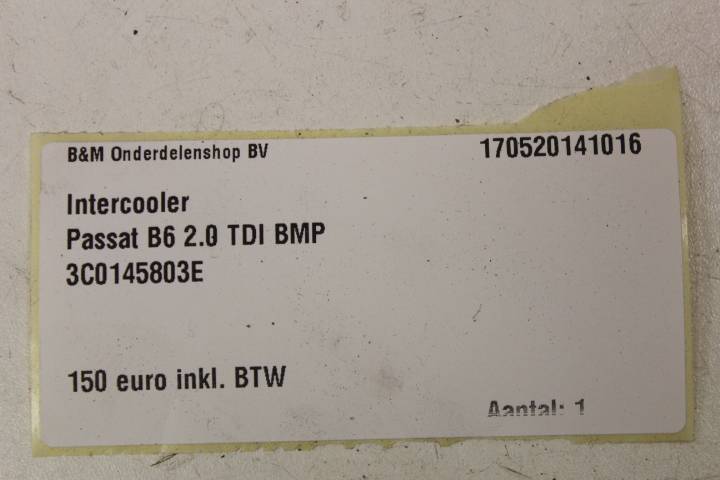 B&M Onderdelenshop BV 170520141016
Intercooler
Passat B6 2.0 TDI BMP
3C0145803E
150 euro inkl. BTW
Aantal: 1